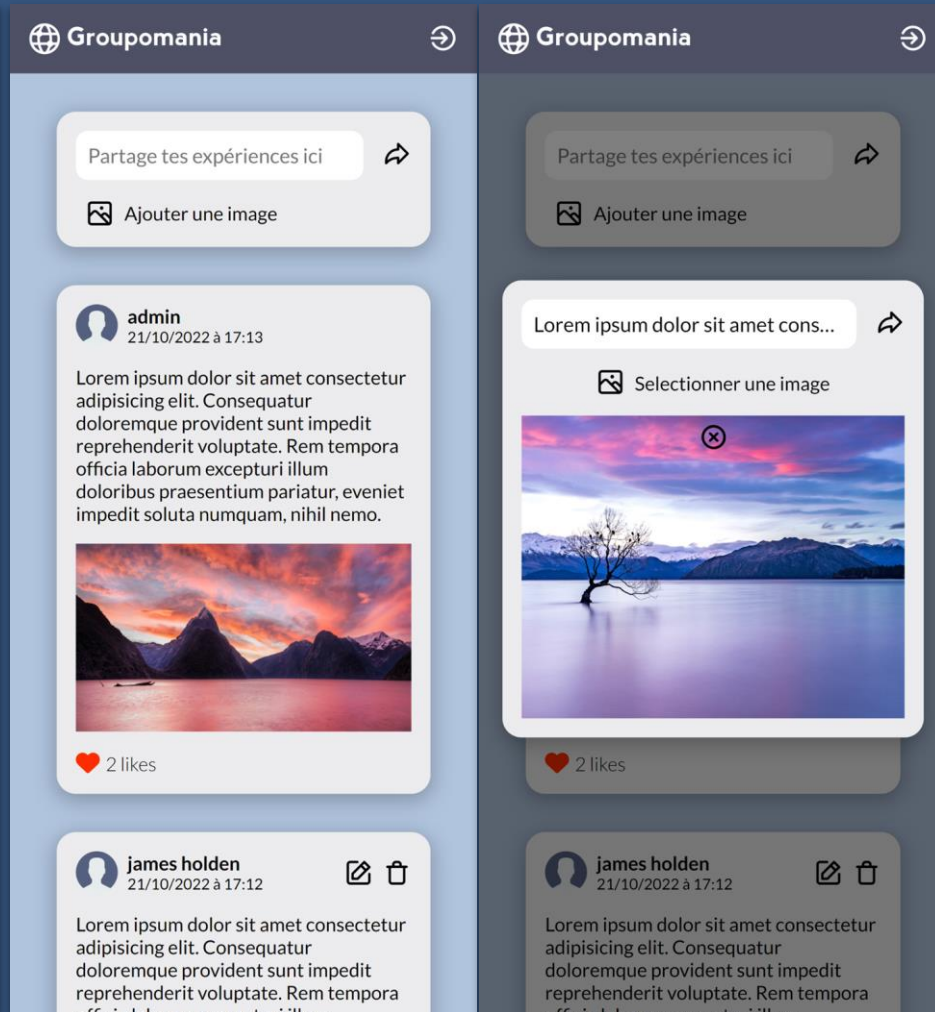 Groupomania
Partage tes expériences ici
Ajouter une image
admin
21/10/2022 à 17:13
Lorem ipsum dolor sit amet consectetur
adipisicing elit. Consequatur
doloremque provident sunt impedit
reprehenderit voluptate. Rem tempora
officia laborum excepturi illum
doloribus praesentium pariatur, eveniet
impedit soluta numquam, nihil nemo.
2 likes
james holden
21/10/2022 à 17:12
Lorem ipsum dolor sit amet consectetur
adipisicing elit. Consequatur
doloremque provident sunt impedit
reprehenderit voluptate. Rem tempora
Groupomania
Partage tes expériences ici
Ajouter une image
Lorem ipsum dolor sit amet cons...
Selectionner une image
2 likes
james holden
21/10/2022 à 17:12
Lorem ipsum dolor sit amet consectetur
adipisicing elit. Consequatur
doloremque provident sunt impedit
reprehenderit voluptate. Rem tempora